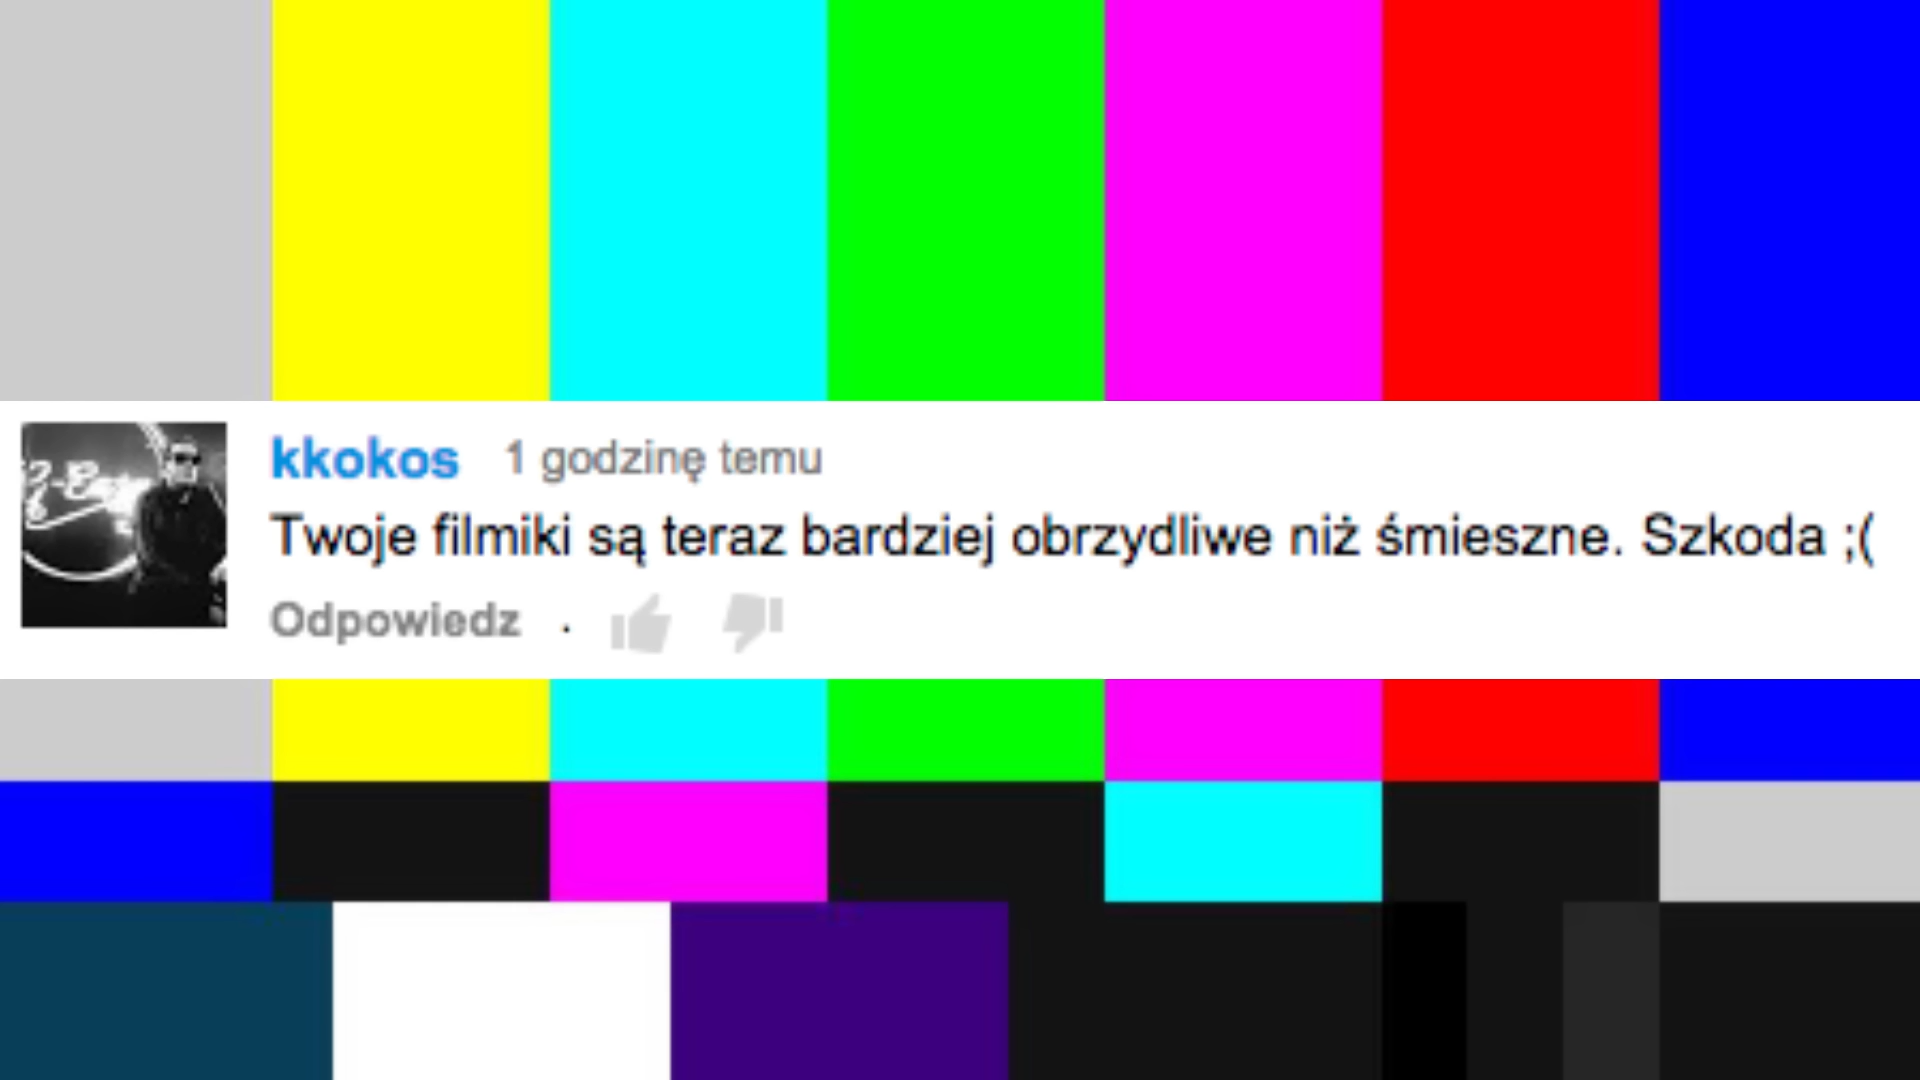 kkokos 1 godzinę temu
Twoje filmiki są teraz bardziej obrzydliwe niż śmieszne. Szkoda ;(
Odpowiedz .